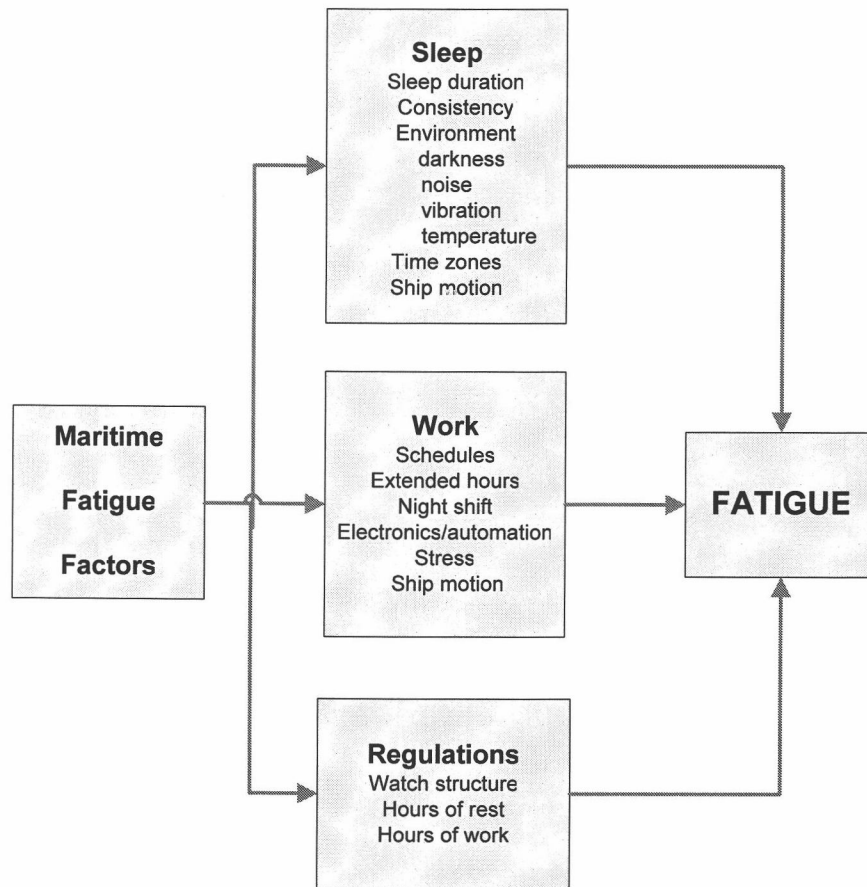 Maritime
Fatigue
Factors
Sleep
Sleep duration
Consistency
Environment
darkness
noise
vibration
temperature
Time zones
Ship motion
Work
Schedules
Extended hours
Night shift
Electronics/automation
Stress
Ship motion
Regulations
Watch structure
Hours of rest
Hours of work
FATIGUE